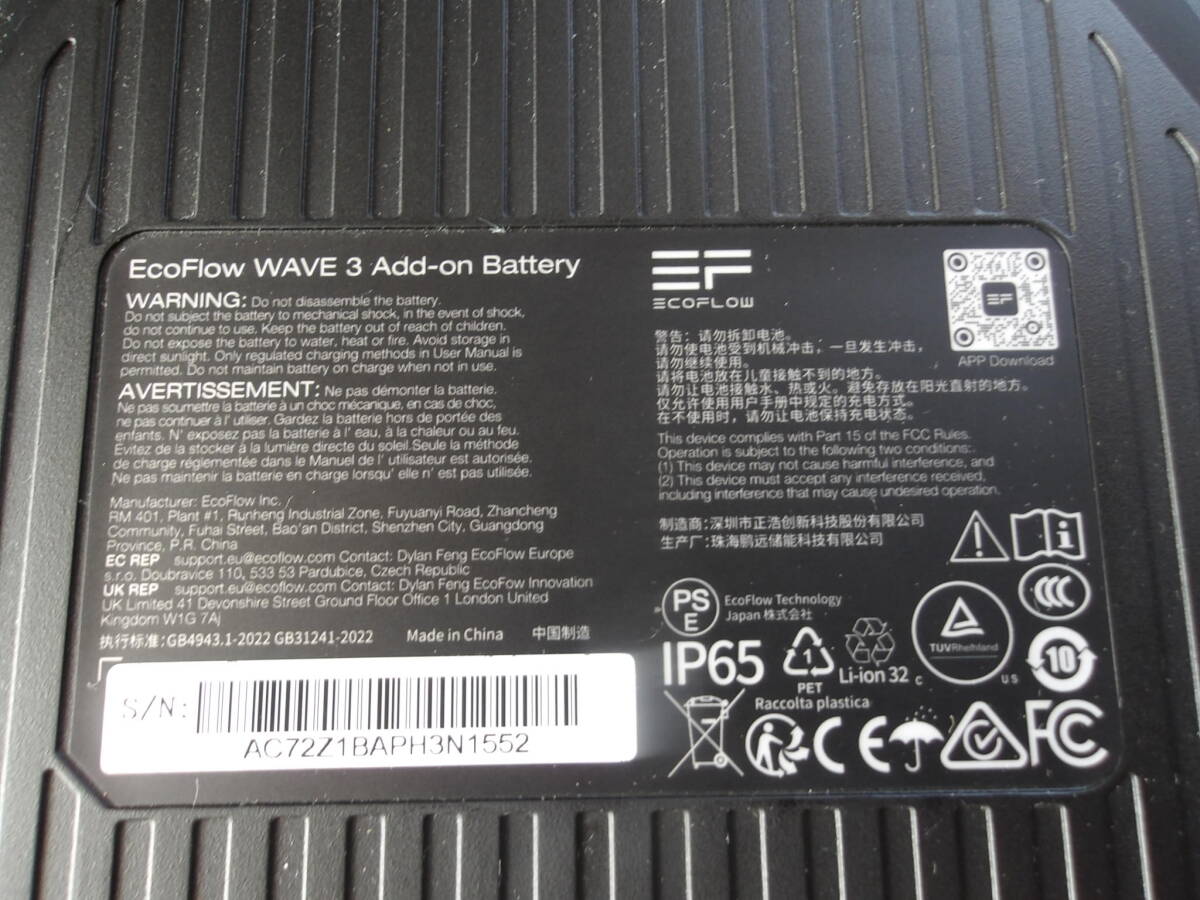 EcoFlow WAVE 3 Add-on Battery
WARNING: Do not disassemble the battery.
Do not subject the battery to mechanical shock, in the event of shock,
do not continue to use. Keep the battery out of reach of children.
Do not expose the battery to water, heat or fire. Avoid storage in
direct sunlight. Only regulated charging methods in User Manual is
permitted. Do not maintain battery on charge when not in use.
AVERTISSEMENT: Ne pas démonter la batterie.
Ne pas soumettre la batterie à un choc mécanique, en cas de choc,
ne pas continuer à l' utiliser. Gardez la batterie hors de portée des
enfants. N' exposez pas la batterie à l' eau, à la chaleur ou au feu.
Evitez de la stocker à la lumière directe du soleil.Seule la méthode
de charge réglementée dans le Manuel de l' utilisateur est autorisée.
Ne pas maintenir la batterie en charge lorsqu' elle n' est pas utilisée.
Manufacturer: EcoFlow Inc.
RM 401, Plant #1, Runheng Industrial Zone, Fuyuanyi Road, Zhancheng
Community, Fuhai Street, Bao'an District, Shenzhen City, Guangdong
Province, P.R. China
EC REP support.eu@ecoflow.com Contact: Dylan Feng EcoFlow Europe
s.r.o. Doubravice 110, 533 53 Pardubice, Czech Republic
UK REP support.eu@ecoflow.com Contact: Dylan Feng EcoFow Innovation
UK Limited 41 Devonshire Street Ground Floor Office 1 London United
Kingdom W1G 7Aj
执行标准：GB4943.1-2022 GB31241-2022 Made in China 中国制造
S/N:
AC72Z1BAPH3N1552
EF
ECOFLOW
APP Download
警告：请勿拆卸电池。
请勿使电池受到机械冲击，一旦发生冲击，
请勿继续使用。
请将电池放在儿童接触不到的地方。
请勿让电池接触水、热或火。避免存放在阳光直射的地方。
仅允许使用用户手册中规定的充电方式。
在不使用时，请勿让电池保持充电状态。
This device complies with Part 15 of the FCC Rules.
Operation is subject to the following two conditions:
(1) This device may not cause harmful interference, and
(2) This device must accept any interference received,
including interference that may cause undesired operation.
制造商：深圳市正浩创新科技股份有限公司
生产厂：珠海鹏远储能科技有限公司
PS
E
EcoFlow Technology
Japan 株式会社
IP65
1
PET
Li-ion 32
Raccolta plastica
TUVRheinland
c US
CCC
10
CE
FC